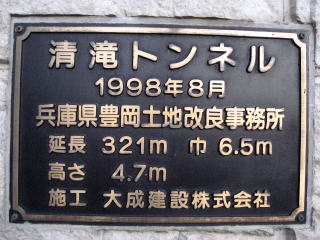 清滝トンネル
1998年8月
兵庫県豊岡土地改良事務所
延長 321m 巾 6.5m
高さ 4.7m
施工 大成建設株式会社